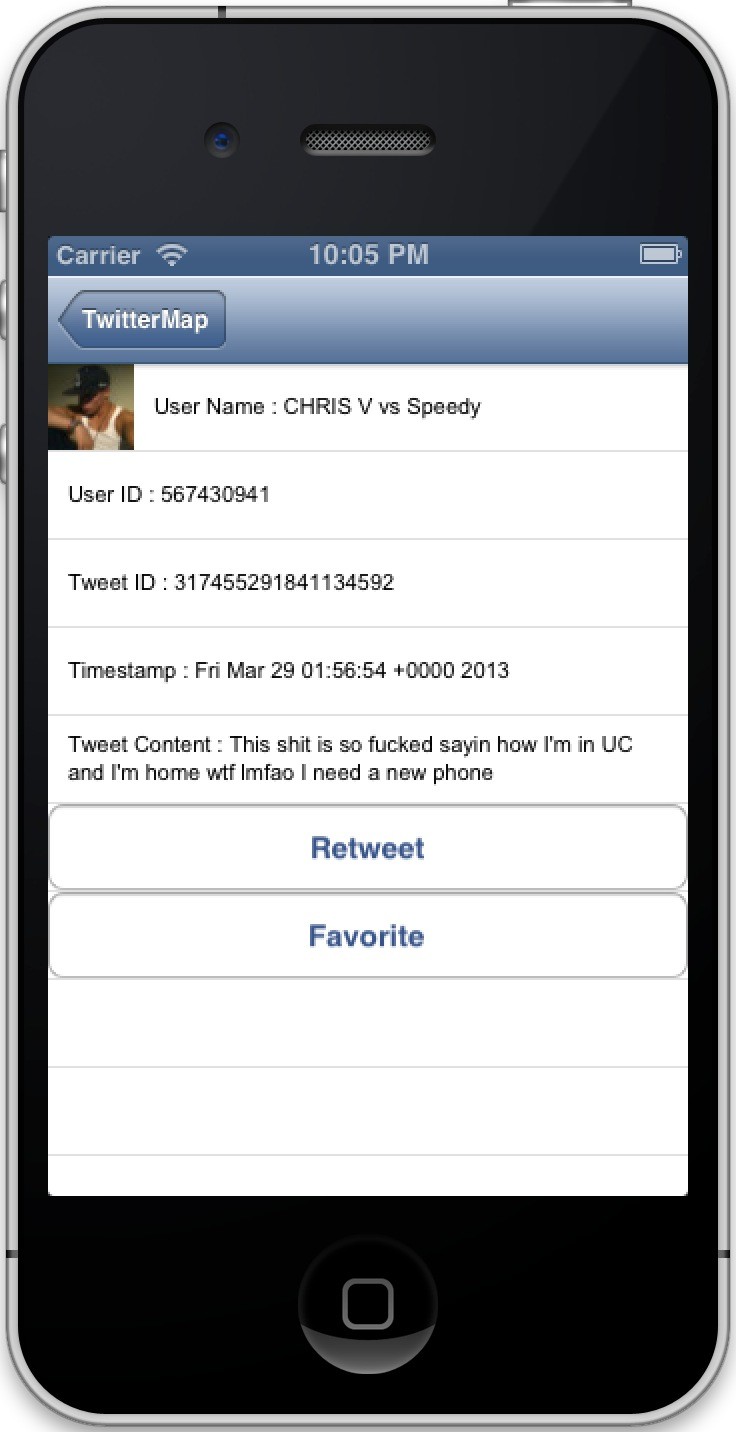 Carrier 10:05 PM
TwitterMap
User Name : CHRIS V vs Speedy
User ID : 567430941
Tweet ID : 317455291841134592
Timestamp : Fri Mar 29 01:56:54 +0000 2013
Tweet Content : This shit is so fucked sayin how I'm in UC
and I'm home wtf lmfao I need a new phone
Retweet
Favorite